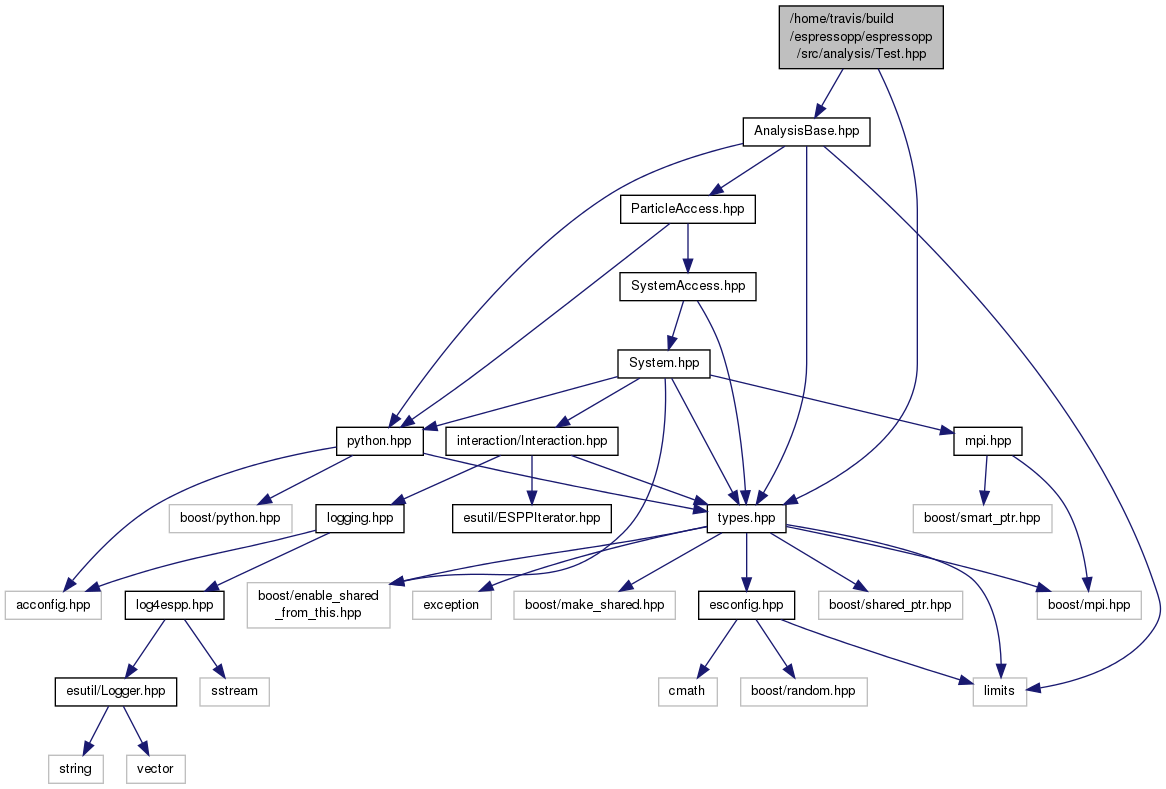 /home/travis/build
/espressopp/espressopp
/src/analysis/Test.hpp
AnalysisBase.hpp
ParticleAccess.hpp
SystemAccess.hpp
System.hpp
python.hpp
interaction/Interaction.hpp
mpi.hpp
boost/python.hpp
logging.hpp
esutil/ESPPIterator.hpp
types.hpp
boost/smart_ptr.hpp
acconfig.hpp
log4espp.hpp
boost/enable_shared
_from_this.hpp
exception
boost/make_shared.hpp
esconfig.hpp
boost/shared_ptr.hpp
boost/mpi.hpp
esutil/Logger.hpp
sstream
cmath
boost/random.hpp
limits
string
vector